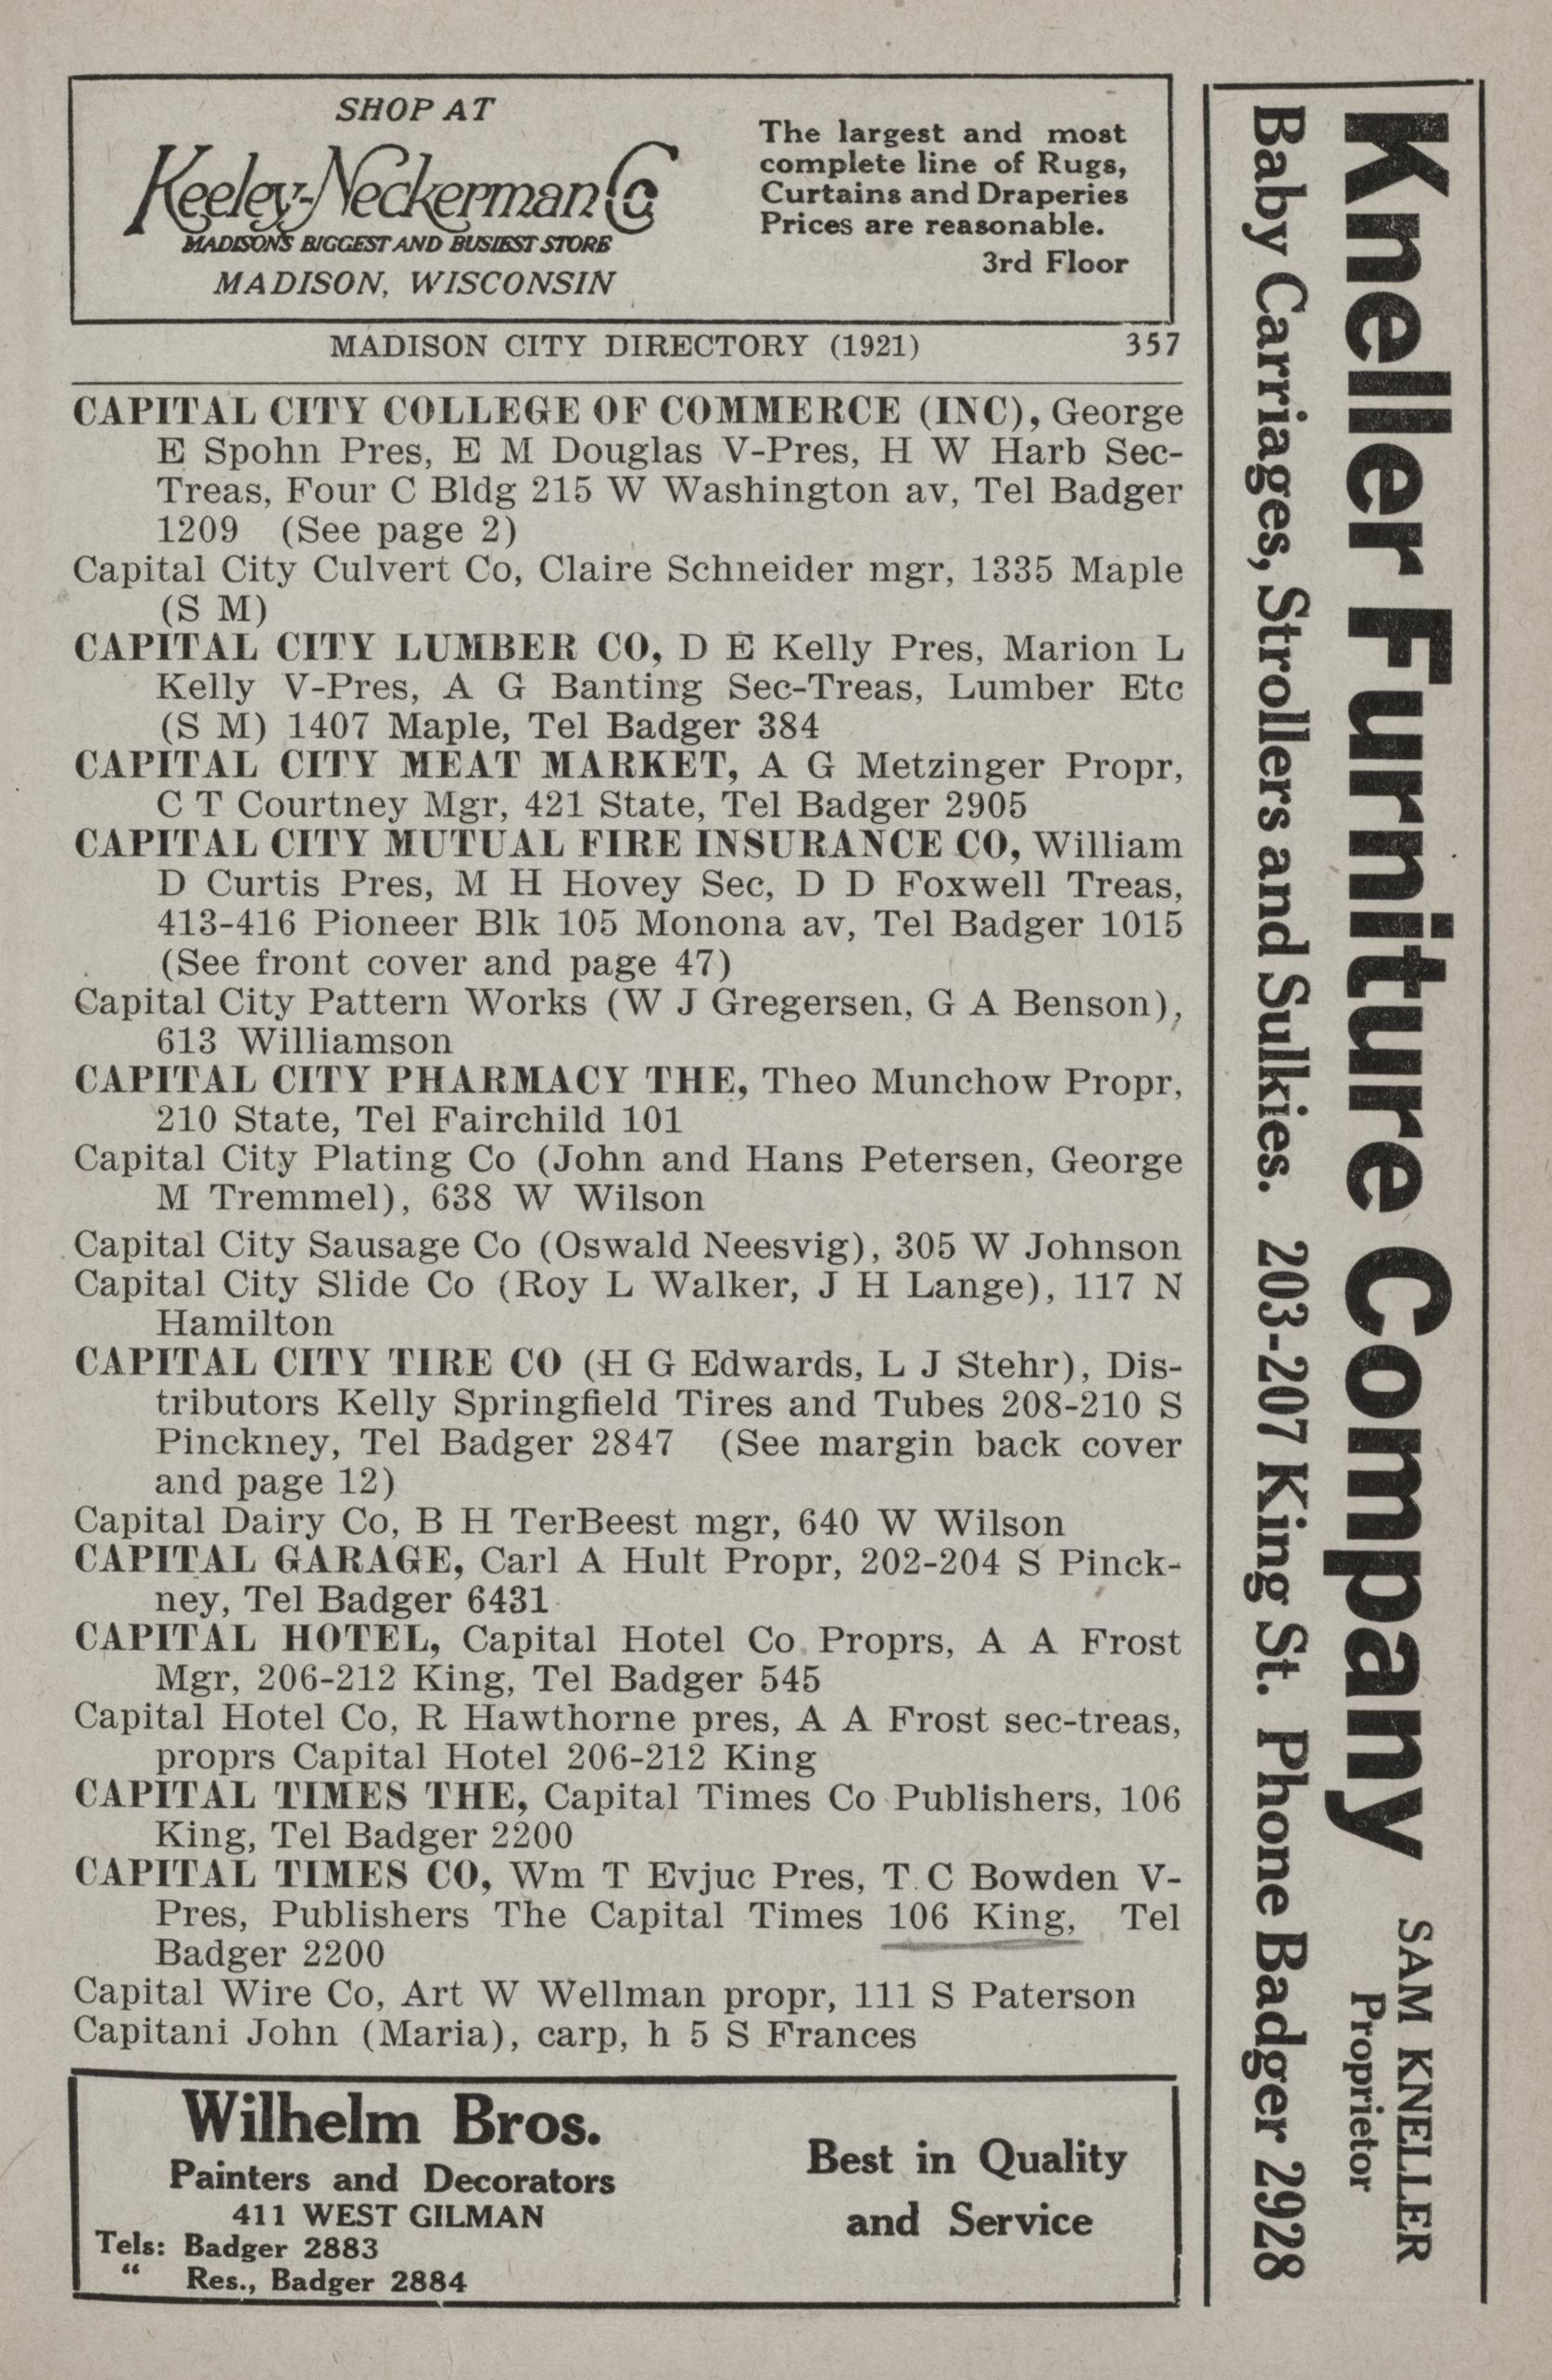 SHOP AT
Keeley-Neckerman Co
MADISON'S BIGGEST AND BUSIEST STORE
MADISON, WISCONSIN
The largest and most
complete line of Rugs,
Curtains and Draperies
Prices are reasonable.
3rd Floor
MADISON CITY DIRECTORY (1921) 357
CAPITAL CITY COLLEGE OF COMMERCE (INC), George
E Spohn Pres, E M Douglas V-Pres, H W Harb Sec-
Treas, Four C Bldg 215 W Washington av, Tel Badger
1209 (See page 2)
Capital City Culvert Co, Claire Schneider mgr, 1335 Maple
(S M)
CAPITAL CITY LUMBER CO, D E Kelly Pres, Marion L
Kelly V-Pres, A G Banting Sec-Treas, Lumber Etc
(S M) 1407 Maple, Tel Badger 384
CAPITAL CITY MEAT MARKET, A G Metzinger Propr,
C T Courtney Mgr, 421 State, Tel Badger 2905
CAPITAL CITY MUTUAL FIRE INSURANCE CO, William
D Curtis Pres, M H Hovey Sec, D D Foxwell Treas,
413-416 Pioneer Blk 105 Monona av, Tel Badger 1015
(See front cover and page 47)
Capital City Pattern Works (W J Gregersen, G A Benson),
613 Williamson
CAPITAL CITY PHARMACY THE, Theo Munchow Propr,
210 State, Tel Fairchild 101
Capital City Plating Co (John and Hans Petersen, George
M Tremmel), 638 W Wilson
Capital City Sausage Co (Oswald Neesvig), 305 W Johnson
Capital City Slide Co (Roy L Walker, J H Lange), 117 N
Hamilton
CAPITAL CITY TIRE CO (H G Edwards, L J Stehr), Dis-
tributors Kelly Springfield Tires and Tubes 208-210 S
Pinckney, Tel Badger 2847 (See margin back cover
and page 12)
Capital Dairy Co, B H TerBeest mgr, 640 W Wilson
CAPITAL GARAGE, Carl A Hult Propr, 202-204 S Pinck-
ney, Tel Badger 6431
CAPITAL HOTEL, Capital Hotel Co Proprs, A A Frost
Mgr, 206-212 King, Tel Badger 545
Capital Hotel Co, R Hawthorne pres, A A Frost sec-treas,
proprs Capital Hotel 206-212 King
CAPITAL TIMES THE, Capital Times Co Publishers, 106
King, Tel Badger 2200
CAPITAL TIMES CO, Wm T Evjuc Pres, T C Bowden V-
Pres, Publishers The Capital Times 106 King, Tel
Badger 2200
Capital Wire Co, Art W Wellman propr, 111 S Paterson
Capitani John (Maria), carp, h 5 S Frances
Wilhelm Bros.
Painters and Decorators
411 WEST GILMAN
Tels: Badger 2883
" Res., Badger 2884
Best in Quality
and Service
Kneller Furniture Company
SAM KNELLER
Proprietor
Baby Carriages, Strollers and Sulkies. 203-207 King St. Phone Badger 2928